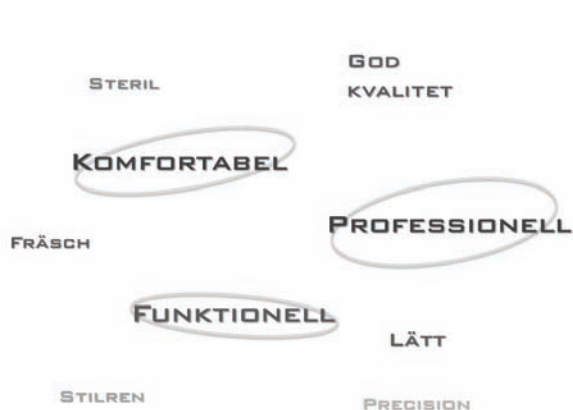 GOD
STERIL
KVALITET
KOMFORTABEL
PROFESSIONELL
FRÄSCH
FUNKTIONELL
LÄTT
STILREN
PRECISION